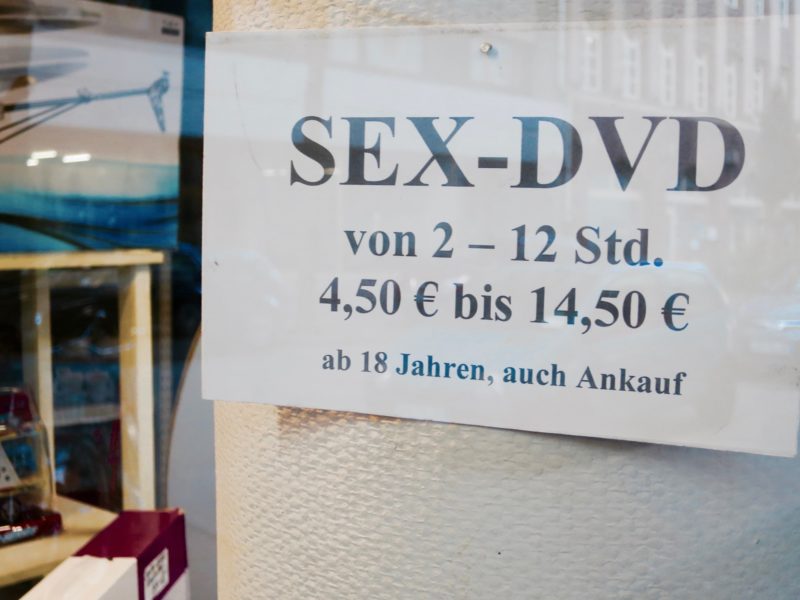 SEX-DVD
von 2 – 12 Std.
4,50 € bis 14,50 €
ab 18 Jahren, auch Ankauf